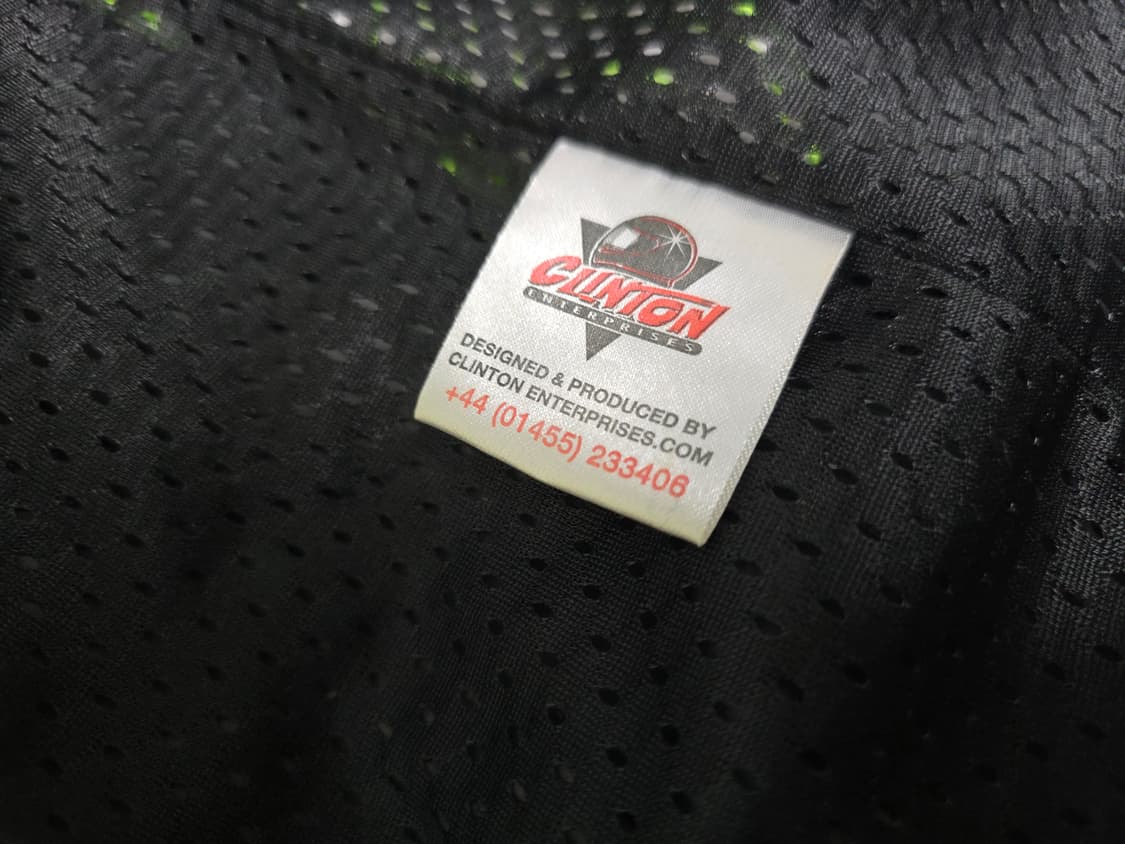 CLINTON
ENTERPRISES
DESIGNED & PRODUCED BY
CLINTON ENTERPRISES.COM
+44 (01455) 233406